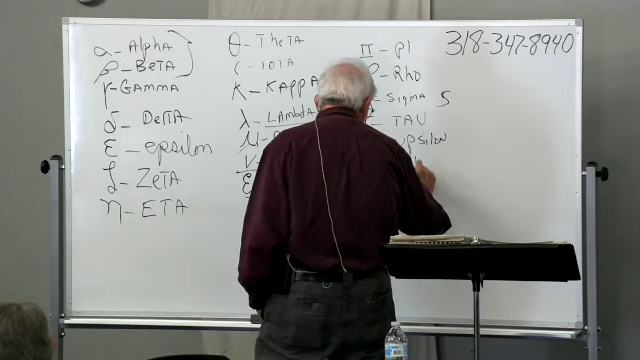 α - Alpha
β - BeTA
γ - GAMMA
δ - DelTA
ε - epsilon
ζ - ZeTA
η - ETA
θ - TheTA
ι - IOTA
K - KAPPA
λ - LAMbdA
μ -
ν -
ξ
π - pI
- Rho
SIGMA S
- TAU
318-347-8940